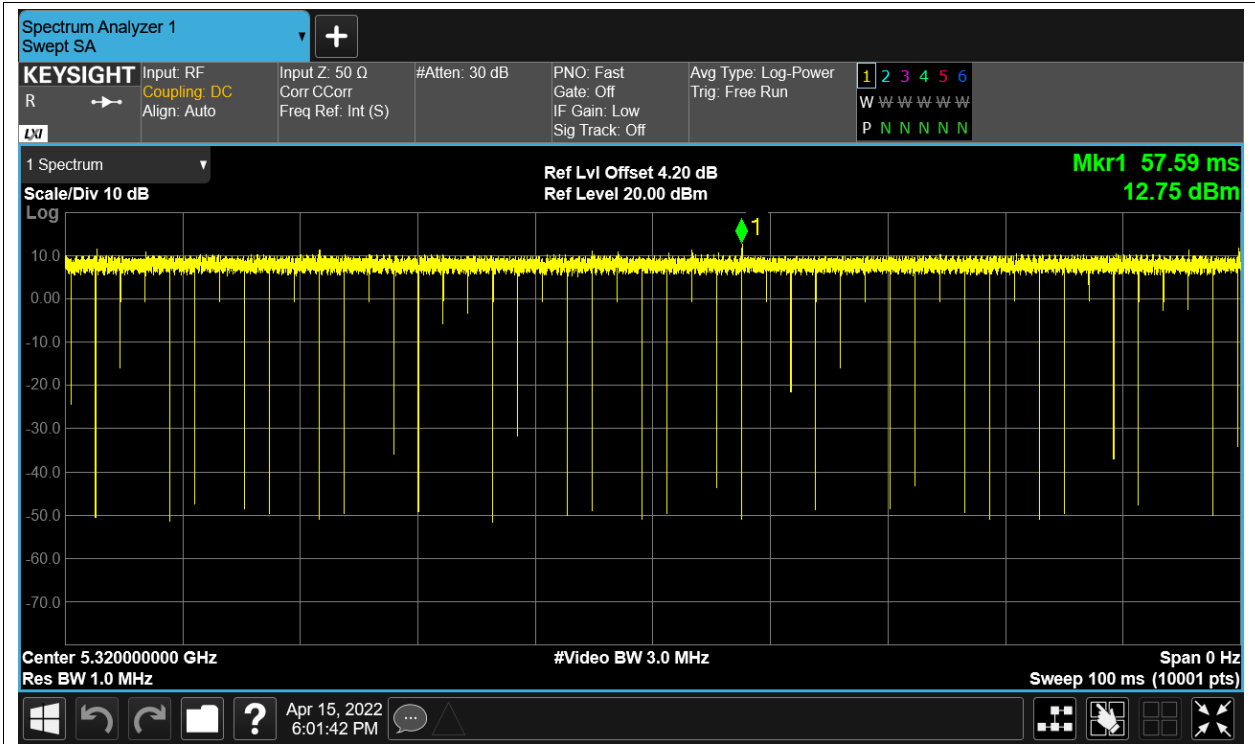 Spectrum Analyzer 1
Swept SA
+
KEYSIGHT Input: RF Input Z: 50 Ω #Atten: 30 dB PNO: Fast Avg Type: Log-Power 1 2 3 4 5 6
R Coupling: DC Corr CCorr Gate: Off Trig: Free Run W W W W W W
Align: Auto Freq Ref: Int (S) IF Gain: Low
LXI Sig Track: Off P N N N N N
1 Spectrum Mkr1 57.59 ms
Ref Lvl Offset 4.20 dB
Scale/Div 10 dB Ref Level 20.00 dBm 12.75 dBm
Log
1
10.0
0.00
-10.0
-20.0
-30.0
-40.0
-50.0
-60.0
-70.0
Center 5.320000000 GHz #Video BW 3.0 MHz Span 0 Hz
Res BW 1.0 MHz Sweep 100 ms (10001 pts)
? Apr 15, 2022
6:01:42 PM